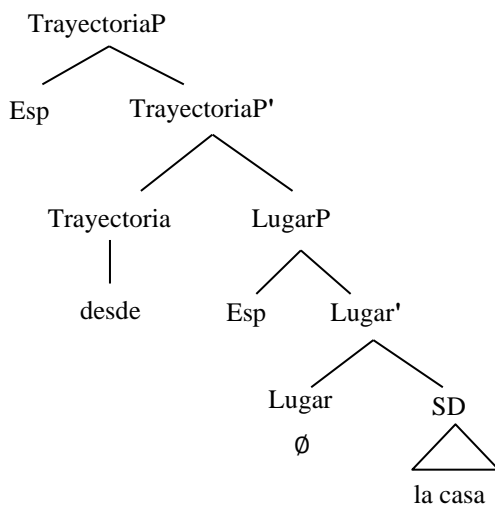 TrayectoriaP
Esp TrayectoriaP'
Trayectoria LugarP
desde Esp Lugar'
Lugar SD
∅
la casa